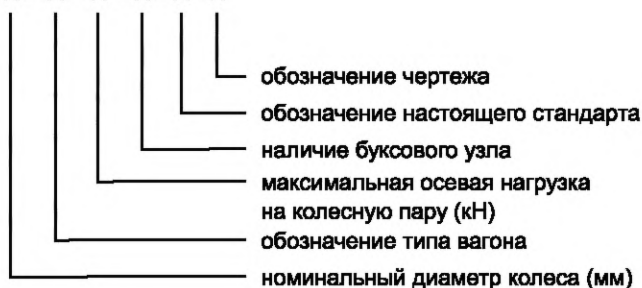 обозначение чертежа
обозначение настоящего стандарта
наличие буксового узла
максимальная осевая нагрузка
на колесную пару (кН)
обозначение типа вагона
номинальный диаметр колеса (мм)